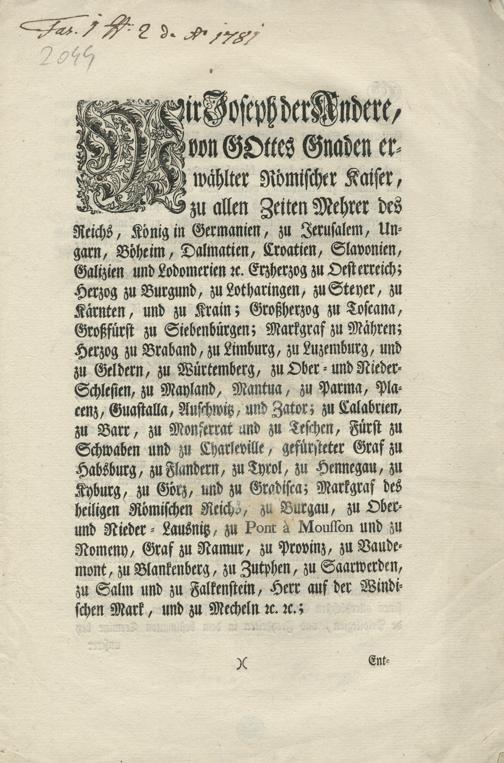 Fas. 1 № 2 de Ao 1781
2044
Wir Joseph der Andere,
von GOttes Gnaden er-
wählter Römischer Kaiser,
zu allen Zeiten Mehrer des
Reichs, König in Germanien, zu Jerusalem, Un-
garn, Böheim, Dalmatien, Croatien, Slavonien,
Galizien und Lodomerien ꝛc. Erzherzog zu Oesterreich;
Herzog zu Burgund, zu Lotharingen, zu Steyer, zu
Kärnten, und zu Krain; Großherzog zu Toscana,
Großfürst zu Siebenbürgen; Markgraf zu Mähren;
Herzog zu Braband, zu Limburg, zu Luzemburg, und
zu Geldern, zu Würtemberg, zu Ober- und Nieder-
Schlesien, zu Mayland, Mantua, zu Parma, Pla-
cenz, Guastalla, Auschwitz, und Zator; zu Calabrien,
zu Barr, zu Monferrat und zu Teschen, Fürst zu
Schwaben und zu Charleville, gefürsteter Graf zu
Habsburg, zu Flandern, zu Tyrol, zu Hennegau, zu
Kyburg, zu Görz, und zu Gradisca; Markgraf des
heiligen Römischen Reichs, zu Burgau, zu Ober-
und Nieder-Lausnitz, zu Pont à Mousson und zu
Nomeny, Graf zu Namur, zu Provinz, zu Vaude-
mont, zu Blankenberg, zu Zutphen, zu Saarwerden,
zu Salm und zu Falkenstein, Herr auf der Windi-
schen Mark, und zu Mecheln ꝛc. ꝛc.;
)( Ent-